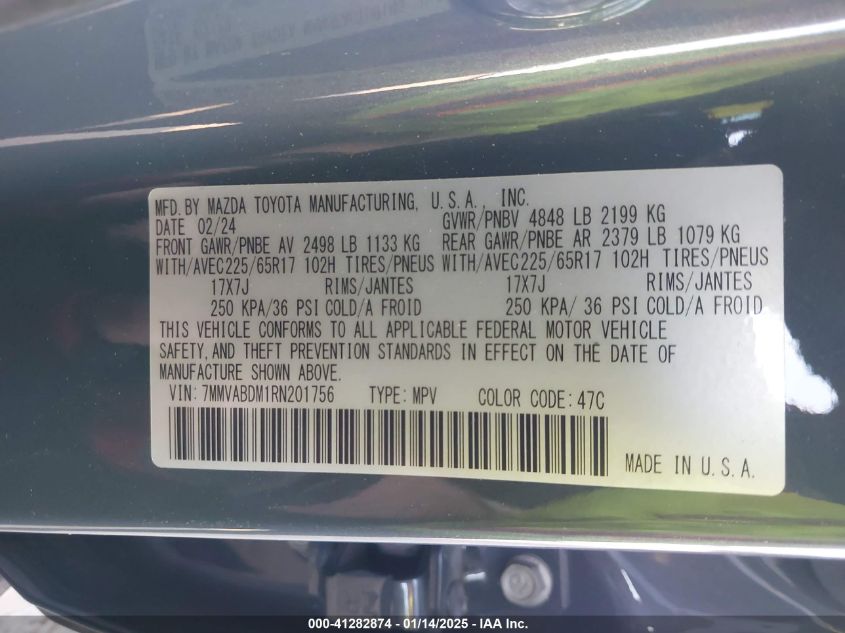 MFD. BY MAZDA TOYOTA MANUFACTURING, U.S.A., INC.
DATE 02/24 GVWR/PNBV 4848 LB 2199 KG
FRONT GAWR/PNBE AV 2498 LB 1133 KG REAR GAWR/PNBE AR 2379 LB 1079 KG
WITH/AVEC225/65R17 102H TIRES/PNEUS WITH/AVEC225/65R17 102H TIRES/PNEUS
17X7J RIMS/JANTES 17X7J RIMS/JANTES
250 KPA/36 PSI COLD/A FROID 250 KPA/ 36 PSI COLD/A FROID
THIS VEHICLE CONFORMS TO ALL APPLICABLE FEDERAL MOTOR VEHICLE
SAFETY, AND THEFT PREVENTION STANDARDS IN EFFECT ON THE DATE OF
MANUFACTURE SHOWN ABOVE.
VIN: 7MMVABDM1RN201756 TYPE: MPV COLOR CODE: 47C
MADE IN U.S.A.
000-41282874 - 01/14/2025 - IAA Inc.